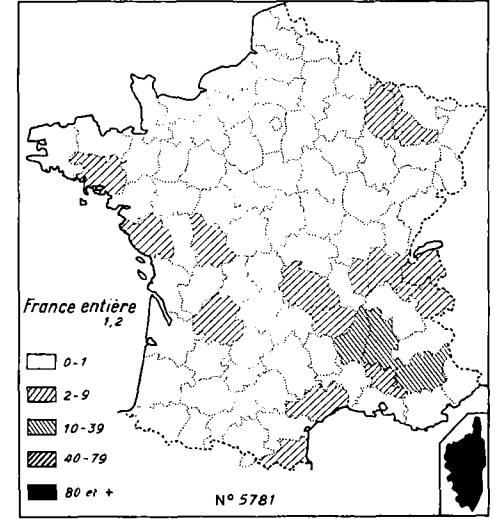 France entière
1,2
0-1
2-9
10-39
40-79
80 et +
N° 5781